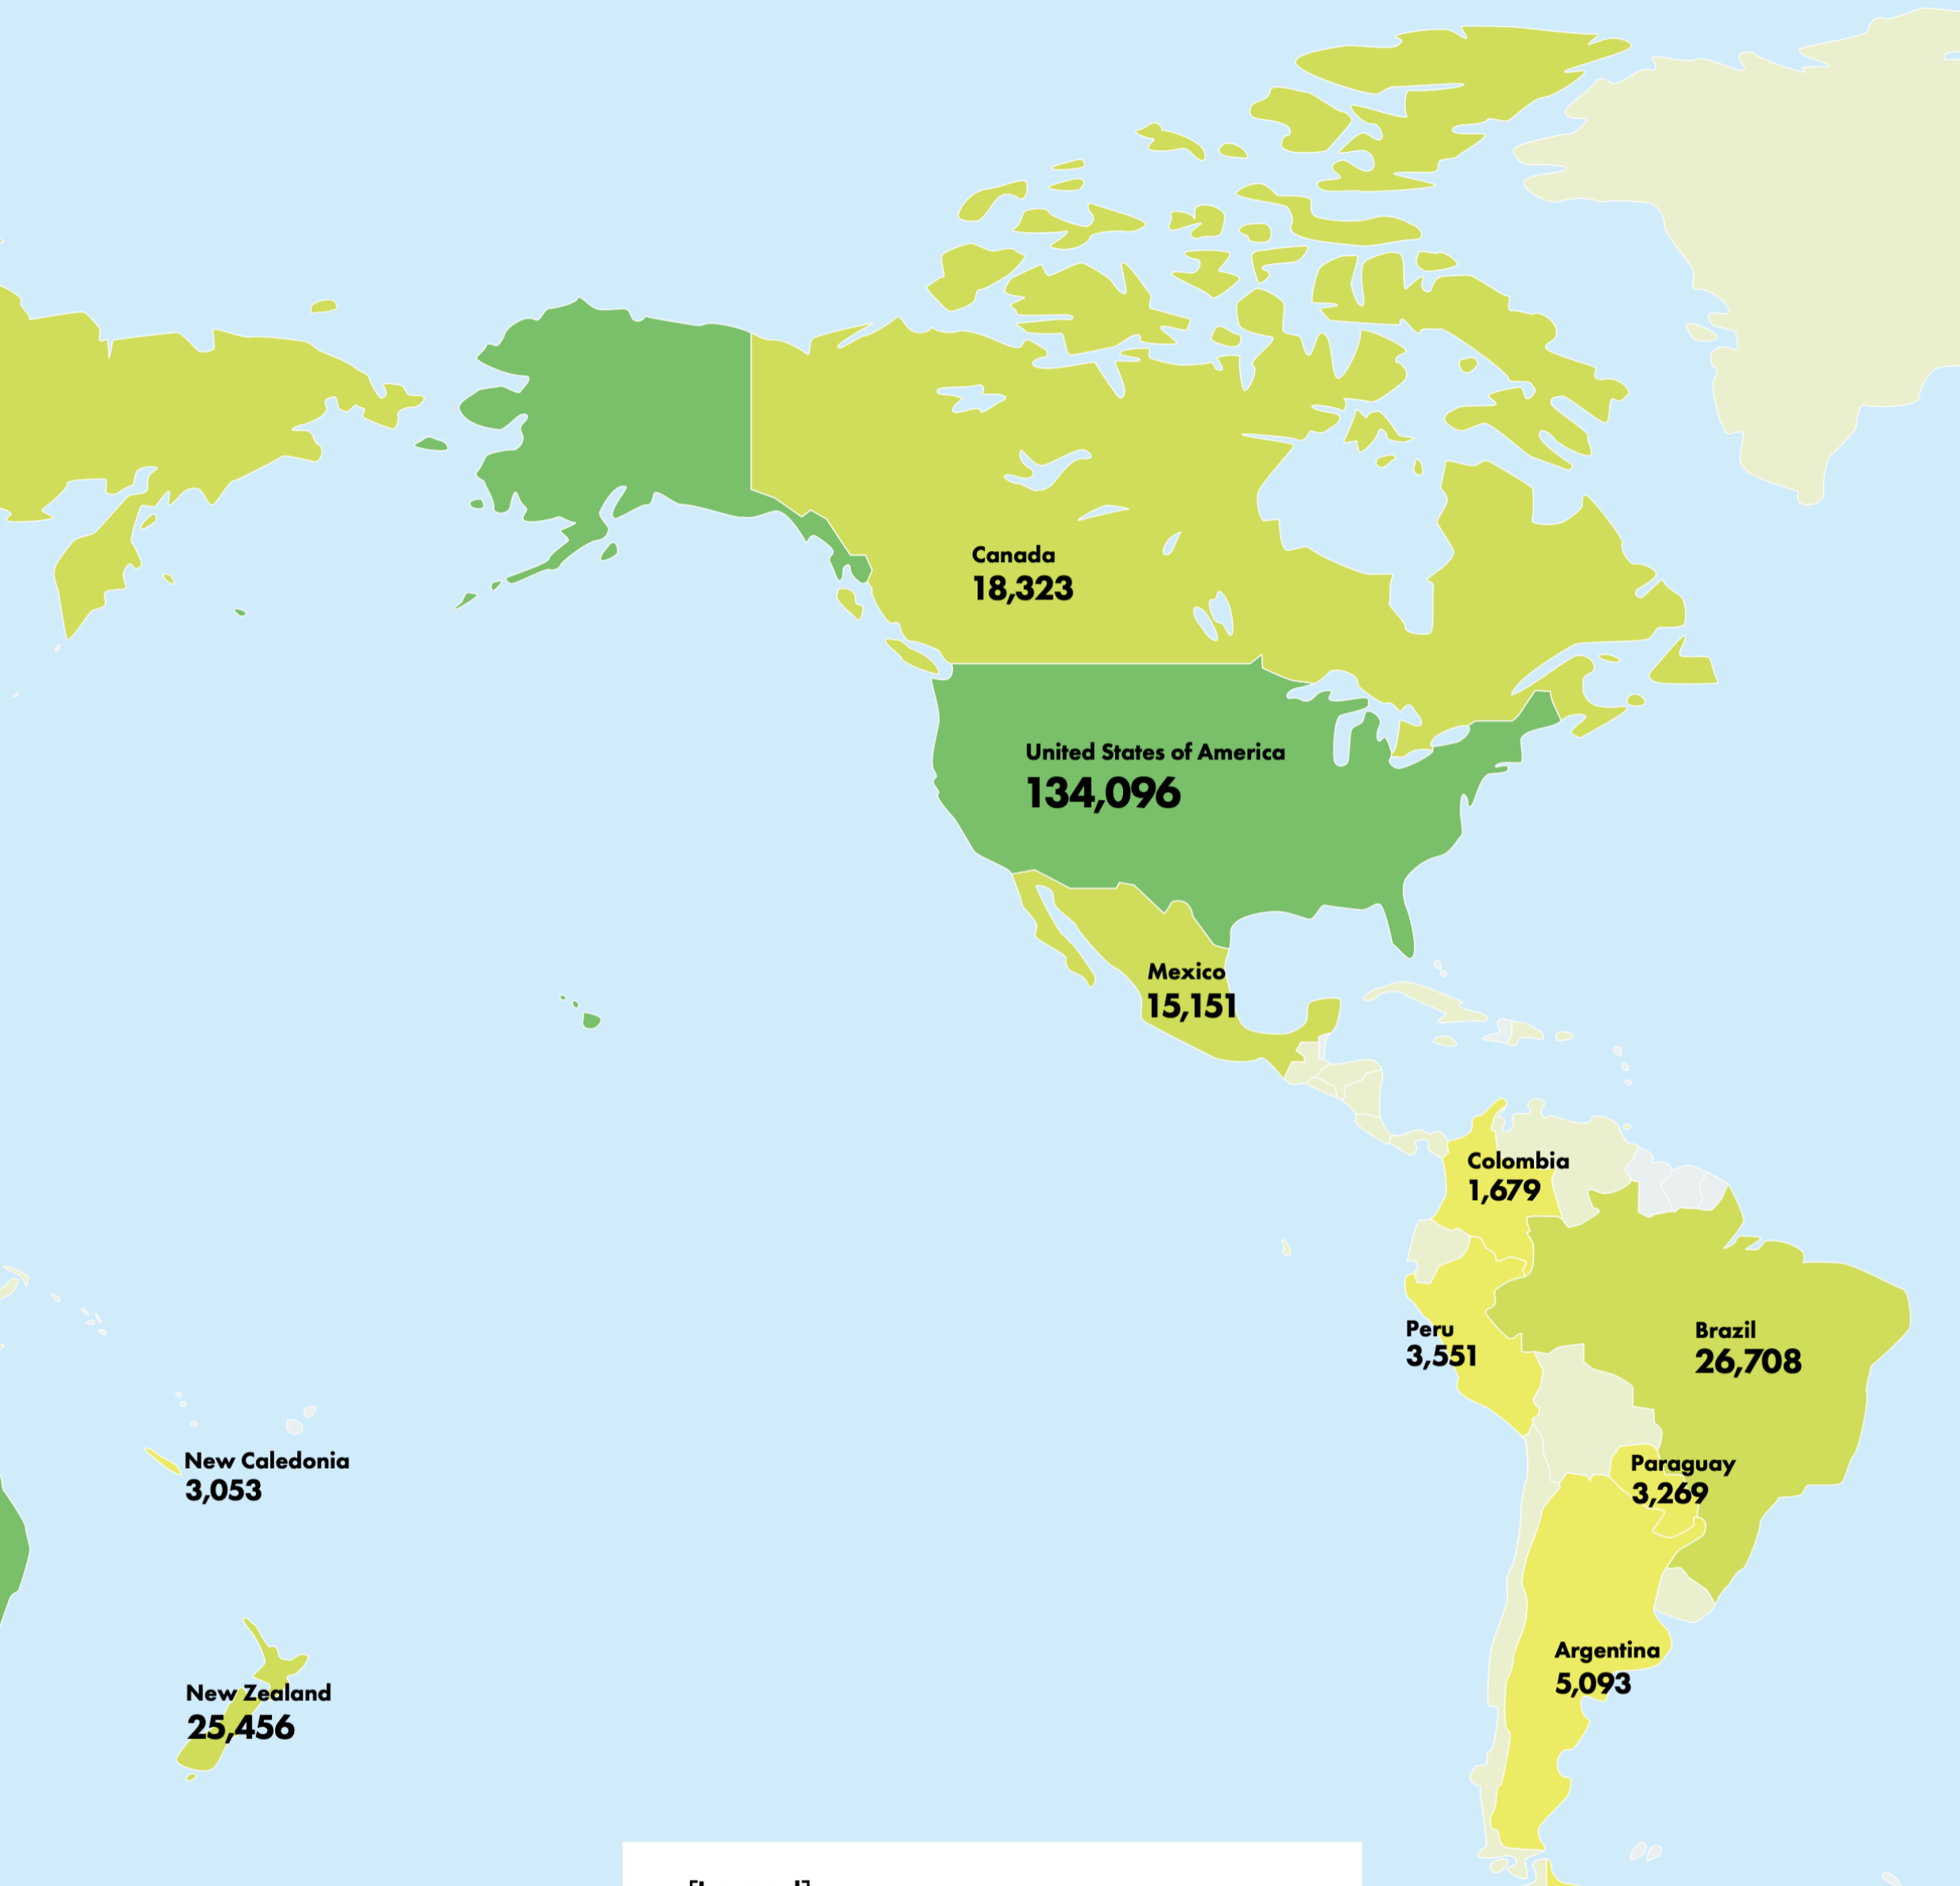 Canada
18,323
United States of America
134,096
Mexico
15,151
Colombia
1,679
Peru
3,551
Brazil
26,708
New Caledonia
3,053
Paraguay
3,269
Argentina
5,093
New Zealand
25,456